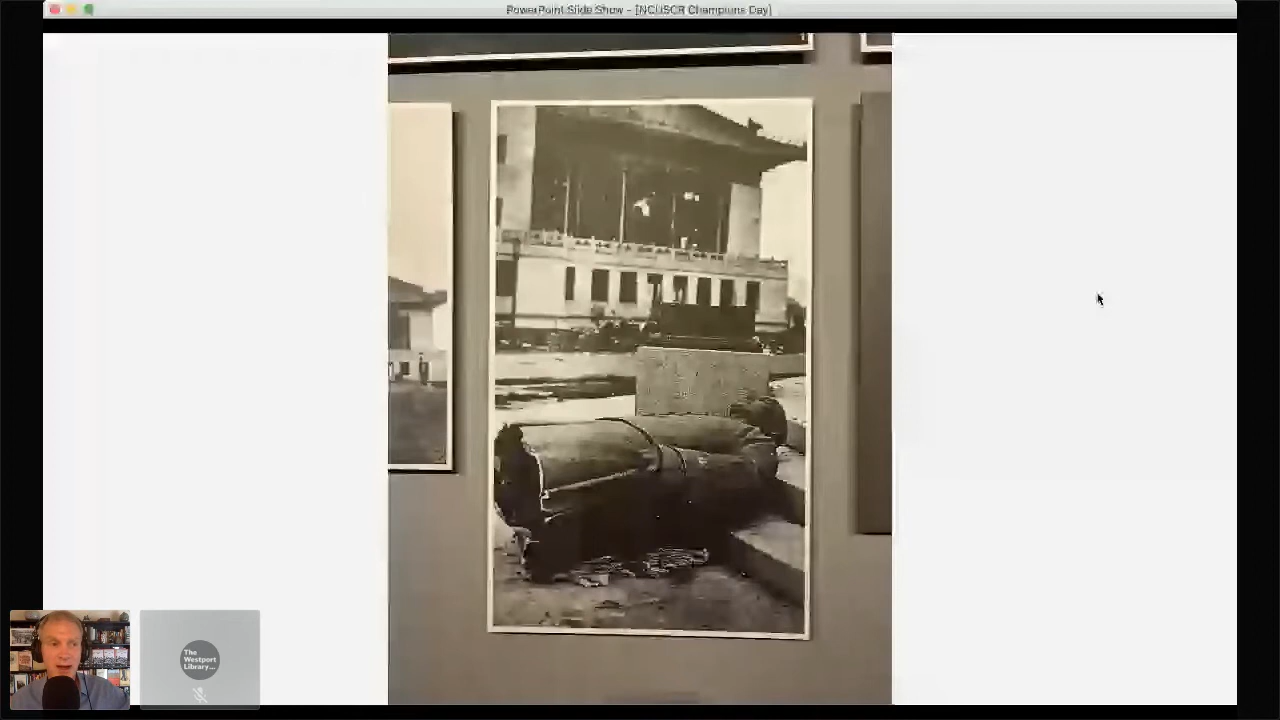 PowerPoint Slide Show - [NCUSCR Champions Day]
The
Westport
Library...